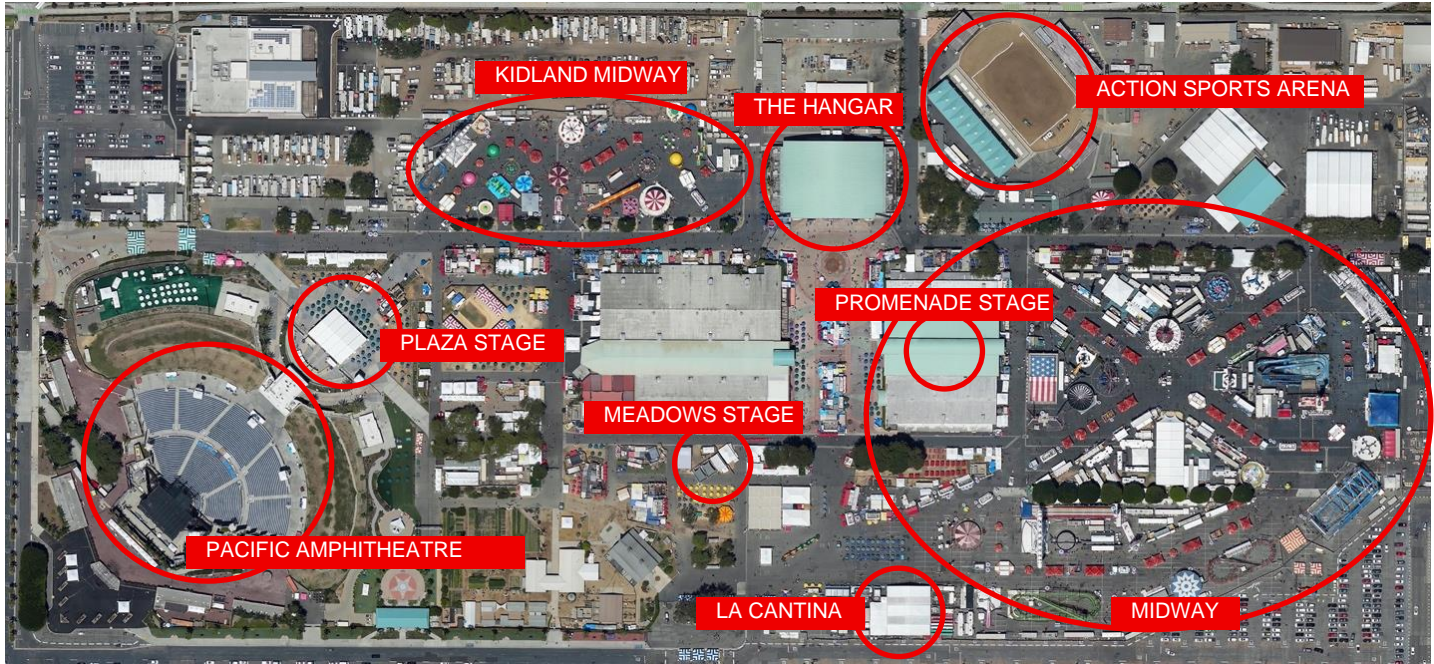 KIDLAND MIDWAY
ACTION SPORTS ARENA
THE HANGAR
PROMENADE STAGE
PLAZA STAGE
MEADOWS STAGE
PACIFIC AMPHITHEATRE
LA CANTINA
MIDWAY